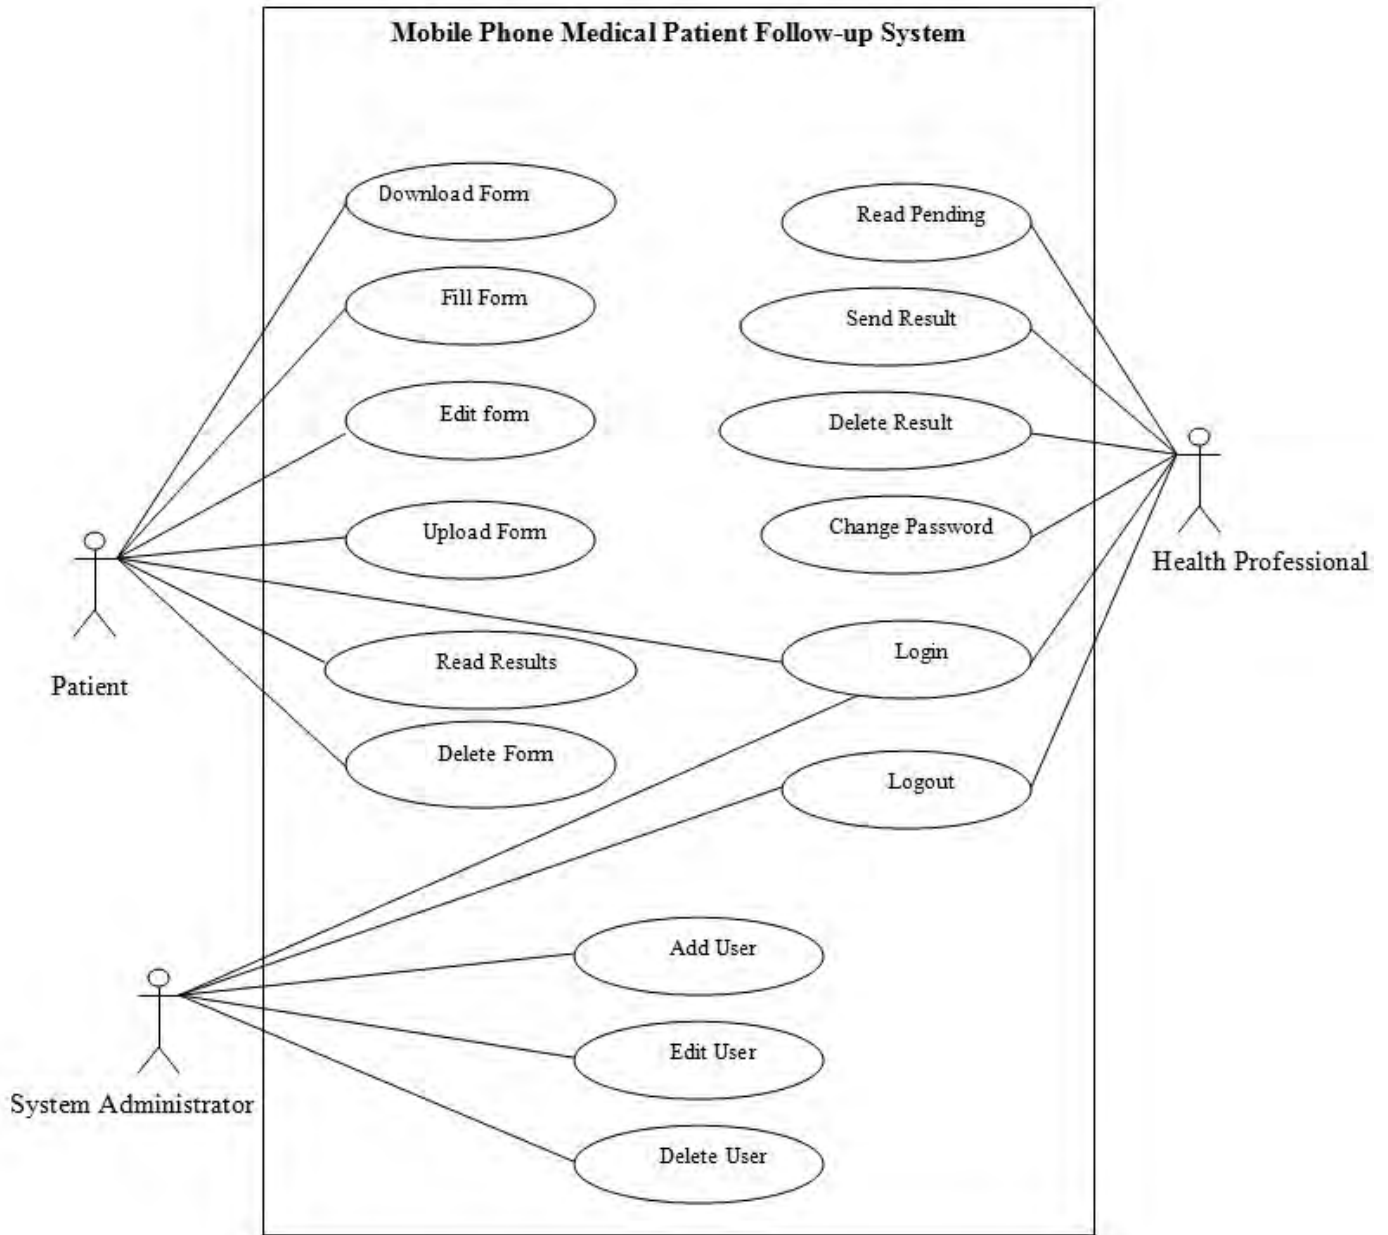 Mobile Phone Medical Patient Follow-up System
Download Form
Fill Form
Edit form
Upload Form
Read Results
Delete Form
Read Pending
Send Result
Delete Result
Change Password
Login
Logout
Add User
Edit User
Delete User
Patient
Health Professional
System Administrator